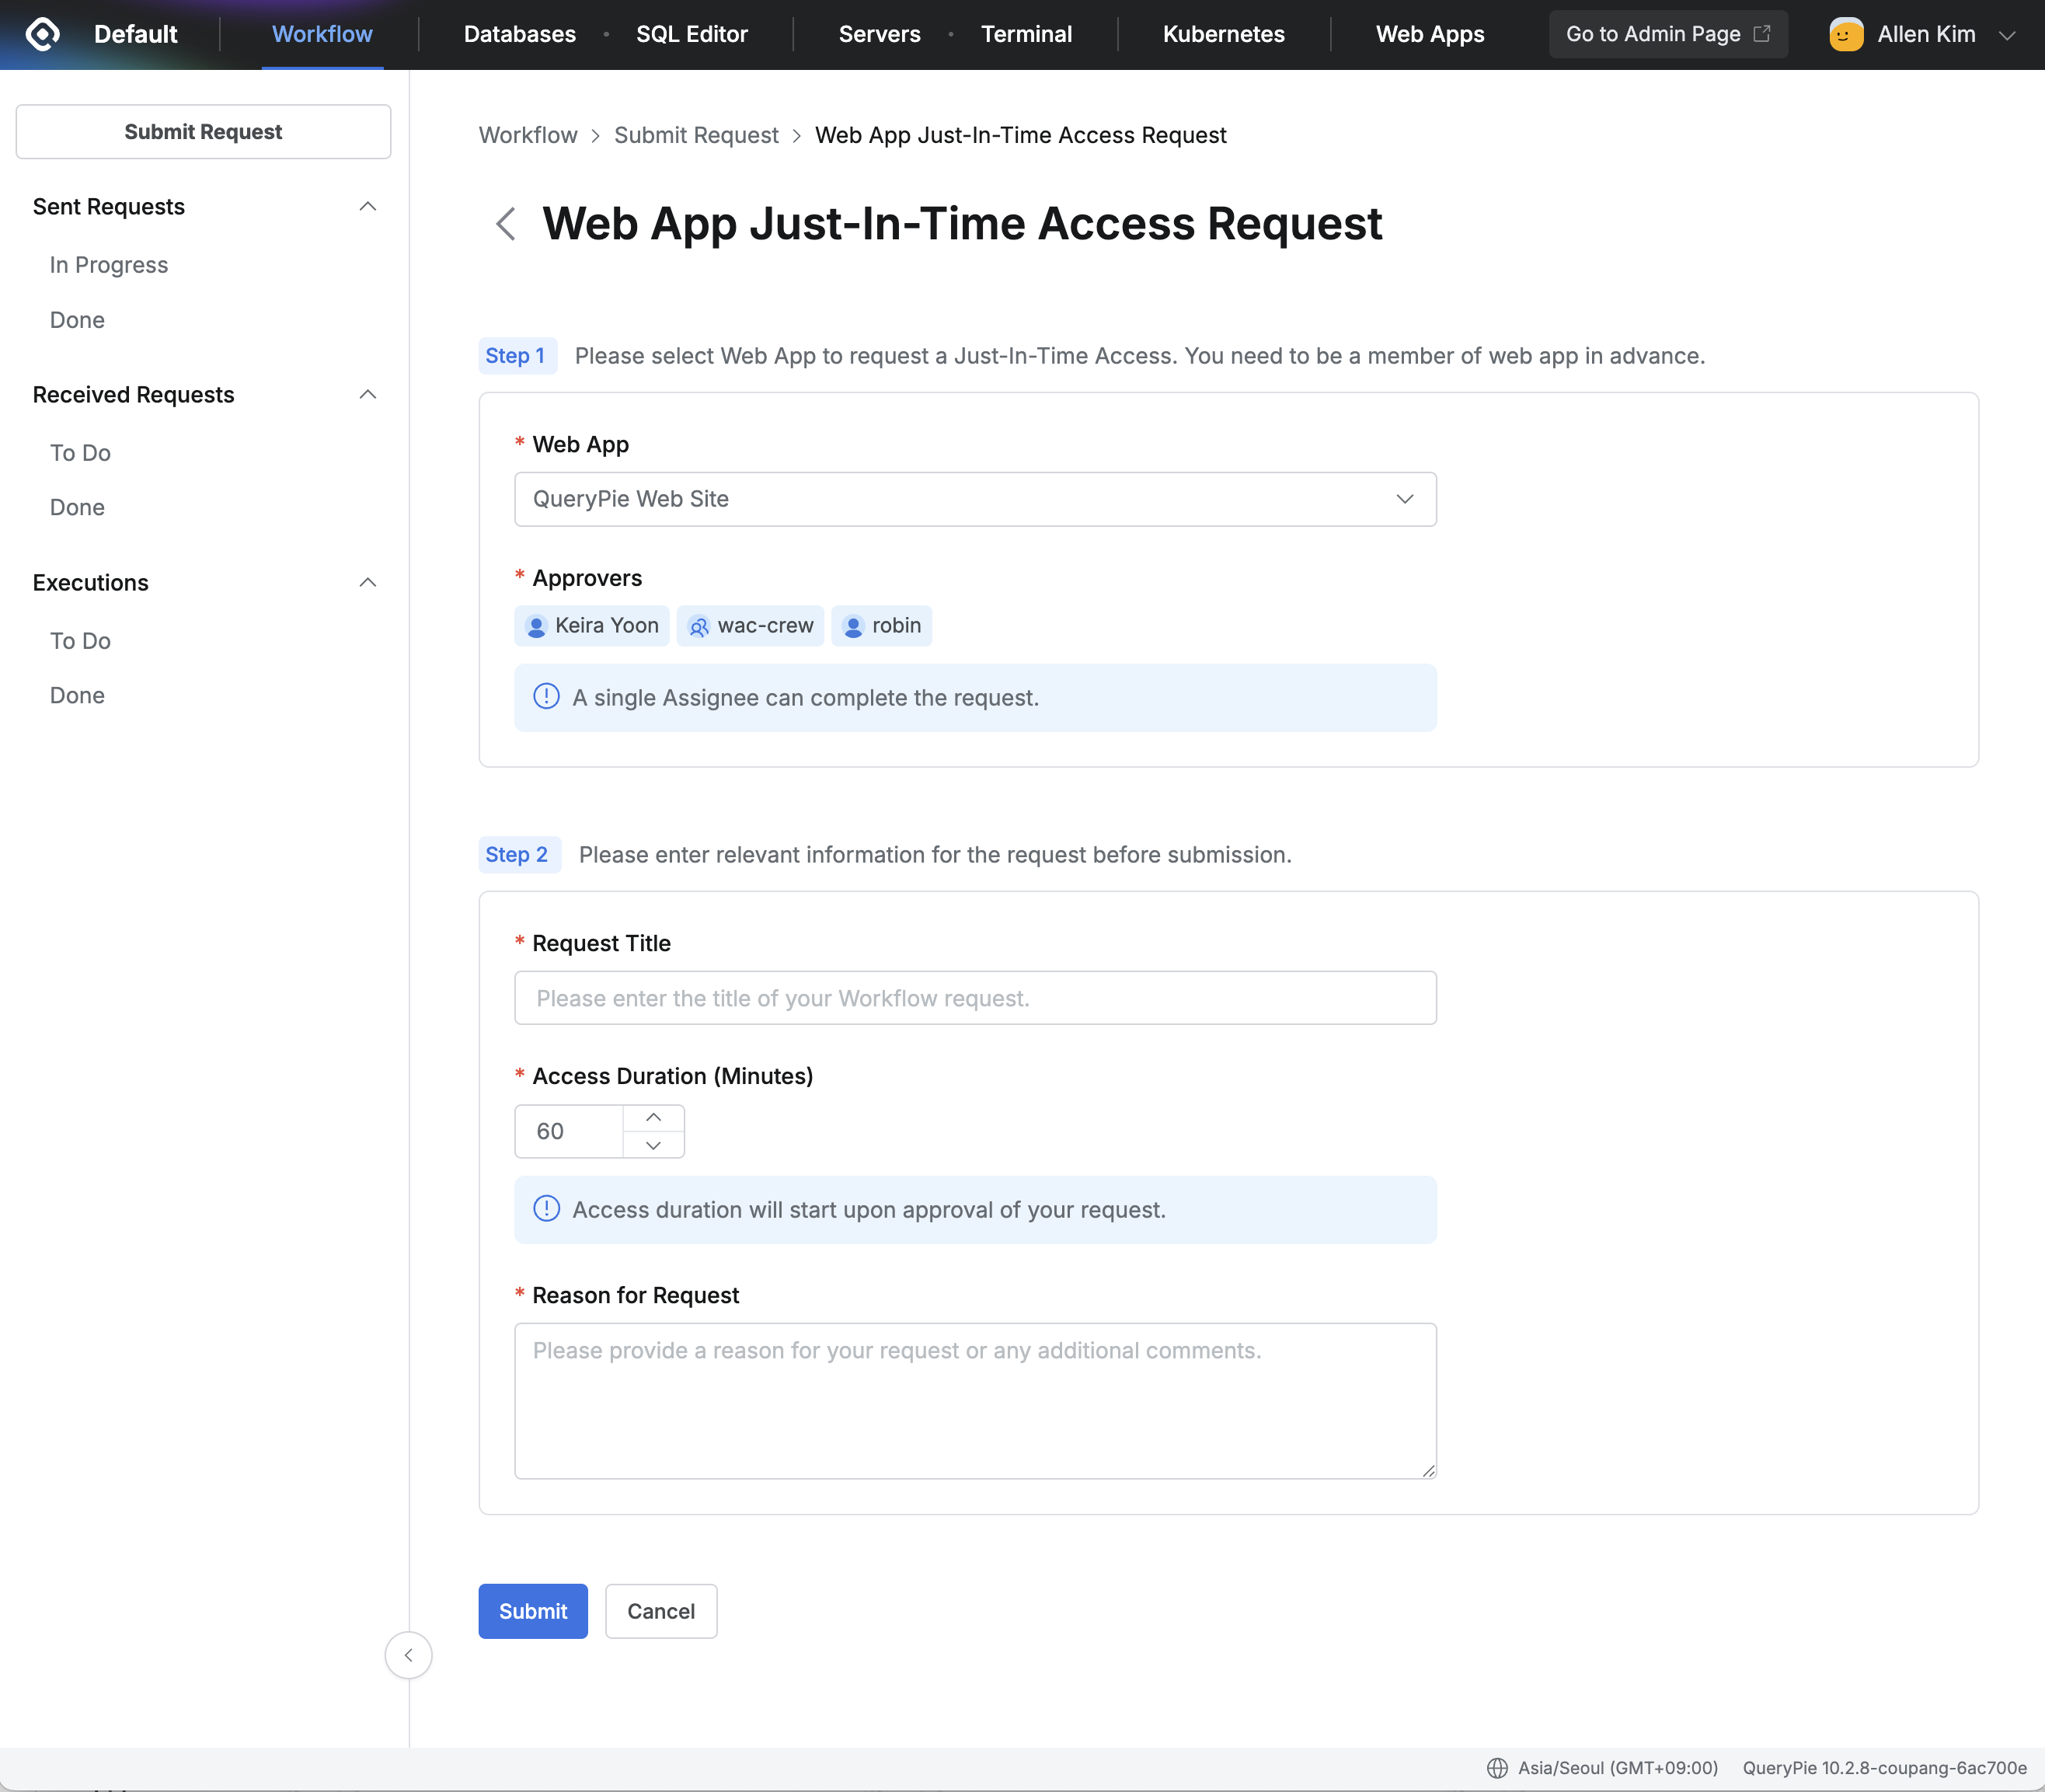 Default
Workflow
Databases
SQL Editor
Servers
Terminal
Kubernetes
Web Apps
Go to Admin Page
Allen Kim
Submit Request
Sent Requests
In Progress
Done
Received Requests
To Do
Done
Executions
To Do
Done
Workflow > Submit Request > Web App Just-In-Time Access Request
Web App Just-In-Time Access Request
Step 1 Please select Web App to request a Just-In-Time Access. You need to be a member of web app in advance.
* Web App
QueryPie Web Site
* Approvers
Keira Yoon
wac-crew
robin
A single Assignee can complete the request.
Step 2 Please enter relevant information for the request before submission.
* Request Title
Please enter the title of your Workflow request.
* Access Duration (Minutes)
60
Access duration will start upon approval of your request.
* Reason for Request
Please provide a reason for your request or any additional comments.
Submit
Cancel
Asia/Seoul (GMT+09:00)
QueryPie 10.2.8-coupang-6ac700e